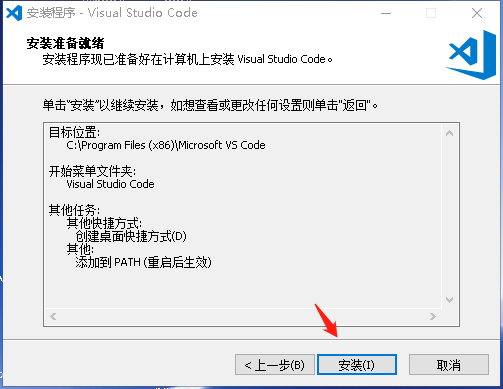 安装程序 - Visual Studio Code
安装准备就绪
安装程序现已准备好在计算机上安装 Visual Studio Code。
单击“安装”以继续安装，如想查看或更改任何设置则单击“返回”。
目标位置:
C:\Program Files (x86)\Microsoft VS Code
开始菜单文件夹:
Visual Studio Code
其他任务:
其他快捷方式:
创建桌面快捷方式(D)
其他:
添加到 PATH (重启后生效)
< 上一步(B)
安装(I)
取消